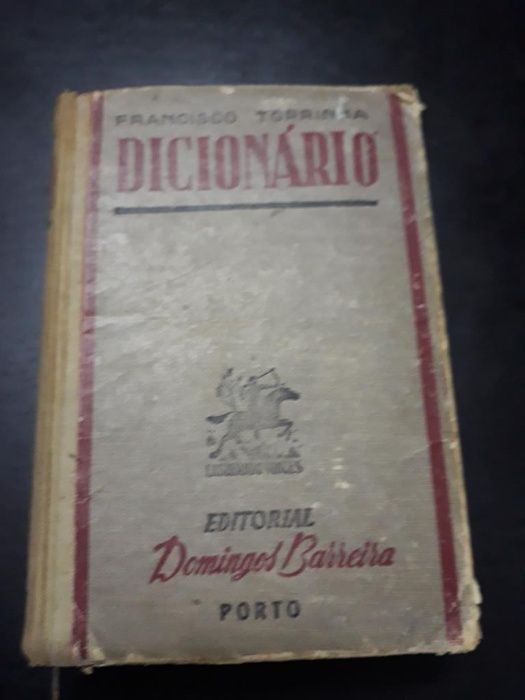 FRANCISCO TORRINHA
DICIONÁRIO
EDITORIAL
Domingos Barreira
PORTO